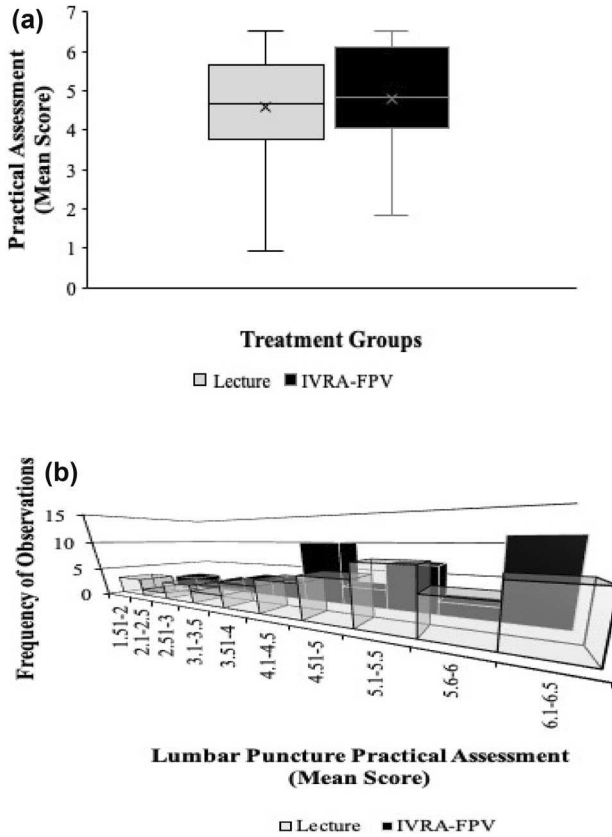 (a)
Practical Assessment
(Mean Score)
7
6
5
4
3
2
1
0
Treatment Groups
Lecture IVRA-FPV
(b)
Frequency of Observations
15
10
5
0
1.51-2
2.1-2.5
2.51-3
3.1-3.5
3.51-4
4.1-4.5
4.51-5
5.1-5.5
5.6-6
6.1-6.5
Lumbar Puncture Practical Assessment
(Mean Score)
Lecture IVRA-FPV